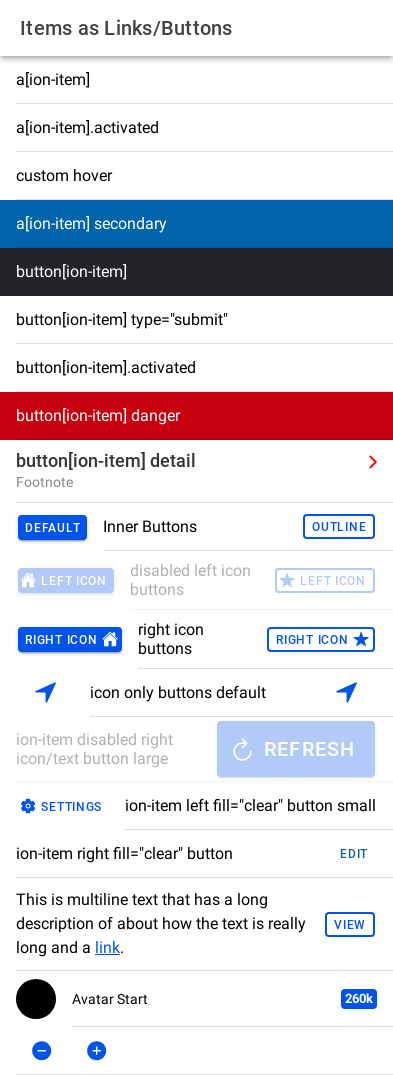 Items as Links/Buttons
a[ion-item]
a[ion-item].activated
custom hover
a[ion-item] secondary
button[ion-item]
button[ion-item] type="submit"
button[ion-item].activated
button[ion-item] danger
button[ion-item] detail
Footnote
DEFAULT Inner Buttons OUTLINE
LEFT ICON disabled left icon buttons LEFT ICON
RIGHT ICON right icon buttons RIGHT ICON
icon only buttons default
ion-item disabled right
icon/text button large REFRESH
SETTINGS ion-item left fill="clear" button small
ion-item right fill="clear" button EDIT
This is multiline text that has a long
description of about how the text is really
long and a link.
VIEW
Avatar Start 260k